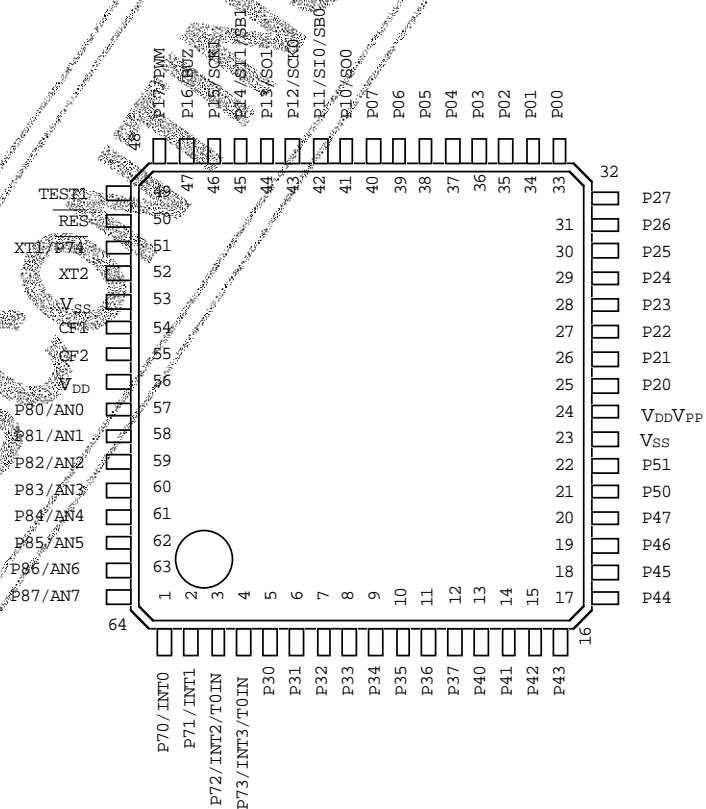 P17/PWM
P16/BUZ
P15/SCK1
P14/SI1/SB1
P13/SO1
P12/SCK0
P11/SI0/SB0
P10/SO0
P07
P06
P05
P04
P03
P02
P01
P00
48
47
46
45
44
43
42
41
40
39
38
37
36
35
34
33
32
TEST1
49
RES
50
XT1/P74
51
XT2
52
VSS
53
CF1
54
CF2
55
VDD
56
P80/AN0
57
P81/AN1
58
P82/AN2
59
P83/AN3
60
P84/AN4
61
P85/AN5
62
P86/AN6
63
P87/AN7
64
P27
31 P26
30 P25
29 P24
28 P23
27 P22
26 P21
25 P20
24 VDDVPP
23 VSS
22 P51
21 P50
20 P47
19 P46
18 P45
17 P44
1
2
3
4
5
6
7
8
9
10
11
12
13
14
15
16
P70/INT0
P71/INT1
P72/INT2/T0IN
P73/INT3/T0IN
P30
P31
P32
P33
P34
P35
P36
P37
P40
P41
P42
P43